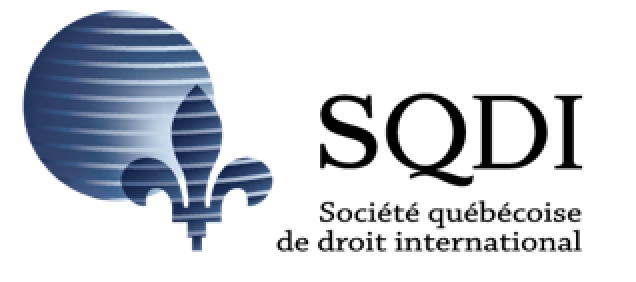 SQDI
Société québécoise
de droit international